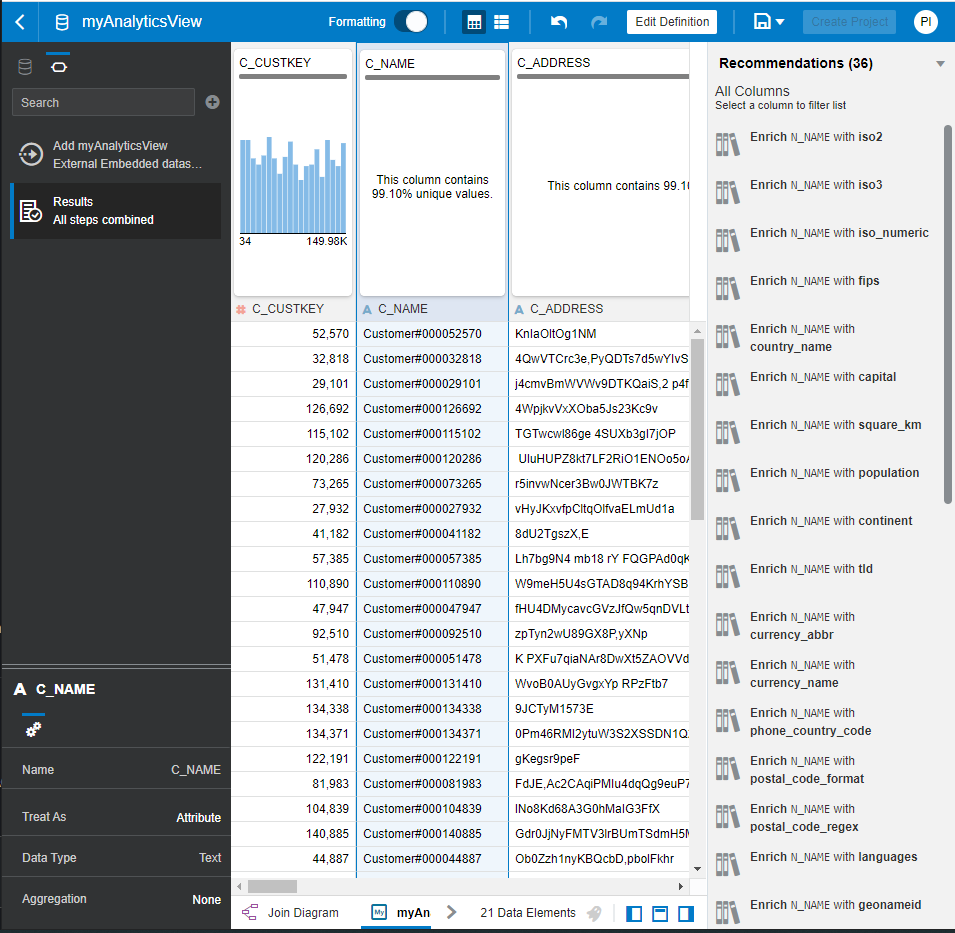 myAnalyticsView
Formatting
Edit Definition
Create Project
PI
Search
Add myAnalyticsView
External Embedded datas...
Results
All steps combined
C_NAME
Name C_NAME
Treat As Attribute
Data Type Text
Aggregation None
C_CUSTKEY C_NAME C_ADDRESS
This column contains
99.10% unique values.
This column contains 99.10
34 149.98K
# C_CUSTKEY A C_NAME A C_ADDRESS
52,570 Customer#000052570 KnIaOltOg1NM
32,818 Customer#000032818 4QwVTCrc3e,PyQDTs7d5wYIvS
29,101 Customer#000029101 j4cmvBmWVWv9DTKQaiS,2 p4f
126,692 Customer#000126692 4WpjkvVxXOba5Js23Kc9v
115,102 Customer#000115102 TGTwcwl86ge 4SUXb3gI7jOP
120,286 Customer#000120286 UluHUPZ8kt7LF2RiO1ENOo5oA
73,265 Customer#000073265 r5invwNcer3Bw0JWTBK7z
27,932 Customer#000027932 vHyJKxvfpCltqOlfvaELmUd1a
41,182 Customer#000041182 8dU2TgszX,E
57,385 Customer#000057385 Lh7bg9N4 mb18 rY FQGPAd0qK
110,890 Customer#000110890 W9meH5U4sGTAD8q94KrhYSB
47,947 Customer#000047947 fHU4DMycavcGVzJfQw5qnDVLt
92,510 Customer#000092510 zpTyn2wU89GX8P,yXNp
51,478 Customer#000051478 K PXFu7qiaNAr8DwXt5ZAOVVd
131,410 Customer#000131410 WvoB0AUyGvgxYp RPzFtb7
134,338 Customer#000134338 9JCTyM1573E
134,371 Customer#000134371 0Pm46RMI2ytuW3S2XSSDN1Q
122,191 Customer#000122191 gKegsr9peF
81,983 Customer#000081983 FdJE,Ac2CAqiPMlu4dqQg9euP7
104,839 Customer#000104839 lNo8Kd68A3G0hMaIG3FfX
140,885 Customer#000140885 Gdr0JjNyFMTV3lrBUmTSdmH5M
44,887 Customer#000044887 Ob0Zzh1nyKBQcbD,pbolFkhr
Join Diagram
My myAn
21 Data Elements
Recommendations (36)
All Columns
Select a column to filter list
Enrich N_NAME with iso2
Enrich N_NAME with iso3
Enrich N_NAME with iso_numeric
Enrich N_NAME with fips
Enrich N_NAME with
country_name
Enrich N_NAME with capital
Enrich N_NAME with square_km
Enrich N_NAME with population
Enrich N_NAME with continent
Enrich N_NAME with tld
Enrich N_NAME with
currency_abbr
Enrich N_NAME with
currency_name
Enrich N_NAME with
phone_country_code
Enrich N_NAME with
postal_code_format
Enrich N_NAME with
postal_code_regex
Enrich N_NAME with languages
Enrich N_NAME with geonameid